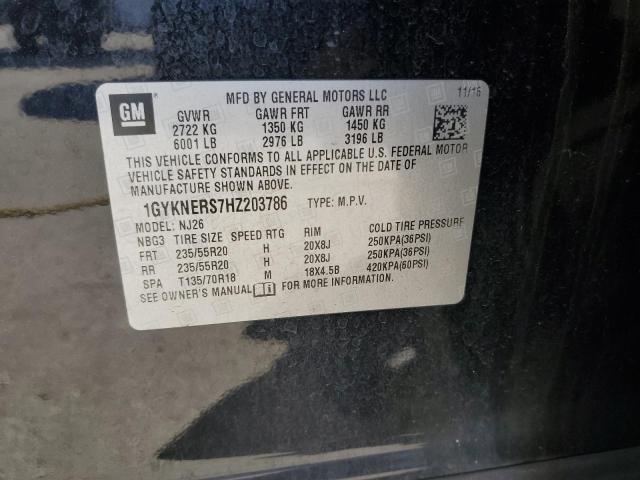 GM
MFD BY GENERAL MOTORS LLC 11/16
GVWR GAWR FRT GAWR RR
2722 KG 1350 KG 1450 KG
6001 LB 2976 LB 3196 LB
THIS VEHICLE CONFORMS TO ALL APPLICABLE U.S. FEDERAL MOTOR
VEHICLE SAFETY STANDARDS IN EFFECT ON THE DATE OF
MANUFACTURE SHOWN ABOVE.
1GYKNERS7HZ203786 TYPE: M.P.V.
MODEL: NJ26
NBG3 TIRE SIZE SPEED RTG RIM COLD TIRE PRESSURE
FRT 235/55R20 H 20X8J 250KPA(36PSI)
RR 235/55R20 H 20X8J 250KPA(36PSI)
SPA T135/70R18 M 18X4.5B 420KPA(60PSI)
SEE OWNER'S MANUAL FOR MORE INFORMATION.